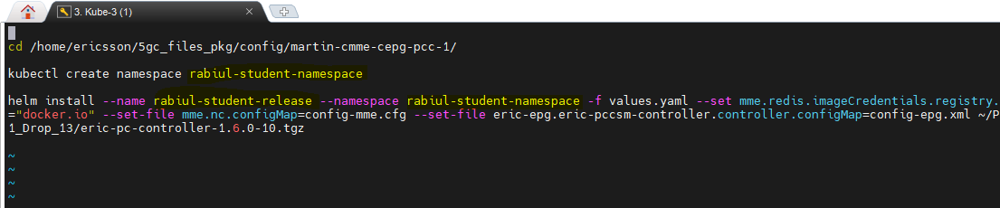 3. Kube-3 (1)
cd /home/ericsson/5gc_files_pkg/config/martin-cmme-cepg-pcc-1/
kubectl create namespace rabiul-student-namespace
helm install --name rabiul-student-release --namespace rabiul-student-namespace -f values.yaml --set mme.redis.imageCredentials.registry.
="docker.io" --set-file mme.nc.configMap=config-mme.cfg --set-file eric-epg.eric-pccsm-controller.controller.configMap=config-epg.xml ~/P
1_Drop_13/eric-pc-controller-1.6.0-10.tgz
~
~
~
~